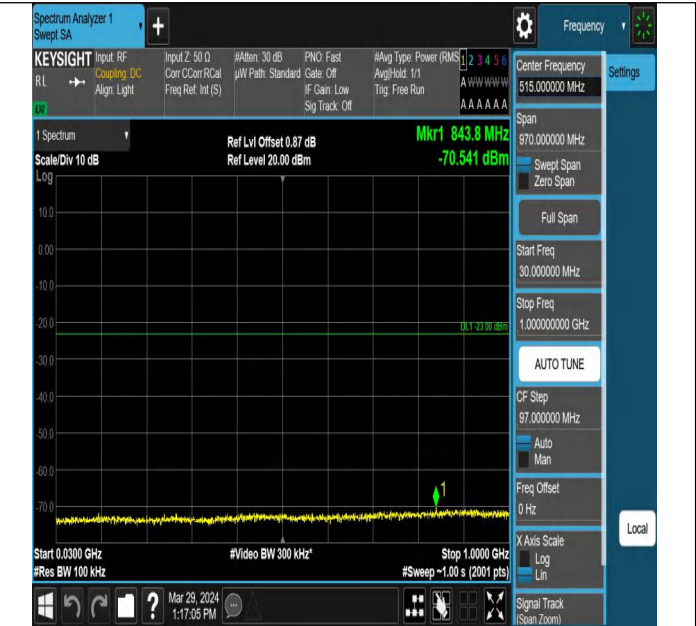 Spectrum Analyzer 1
Swept SA
+
Frequency
KEYSIGHT
RL
LXI
Input: RF
Coupling: DC
Align: Light
Input Z: 50 Ω
Corr CCorr RCal
Freq Ref: Int (S)
#Atten: 30 dB
µW Path: Standard
PNO: Fast
Gate: Off
IF Gain: Low
Sig Track: Off
#Avg Type: Power (RMS
Avg|Hold: 1/1
Trig: Free Run
1 2 3 4 5 6
A W W W W W
A A A A A A
1 Spectrum
Scale/Div 10 dB
Log
Ref Lvl Offset 0.87 dB
Ref Level 20.00 dBm
Mkr1 843.8 MHz
-70.541 dBm
10.0
0.00
-10.0
-20.0
DL1 -23.00 dBm
-30.0
-40.0
-50.0
-60.0
-70.0
1
Start 0.0300 GHz
#Res BW 100 kHz
#Video BW 300 kHz*
Stop 1.0000 GHz
#Sweep ~1.00 s (2001 pts)
?
Mar 29, 2024
1:17:05 PM
Center Frequency
515.000000 MHz
Settings
Span
970.000000 MHz
Swept Span
Zero Span
Full Span
Start Freq
30.000000 MHz
Stop Freq
1.000000000 GHz
AUTO TUNE
CF Step
97.000000 MHz
Auto
Man
Freq Offset
0 Hz
X Axis Scale
Log
Lin
Local
Signal Track
(Span Zoom)